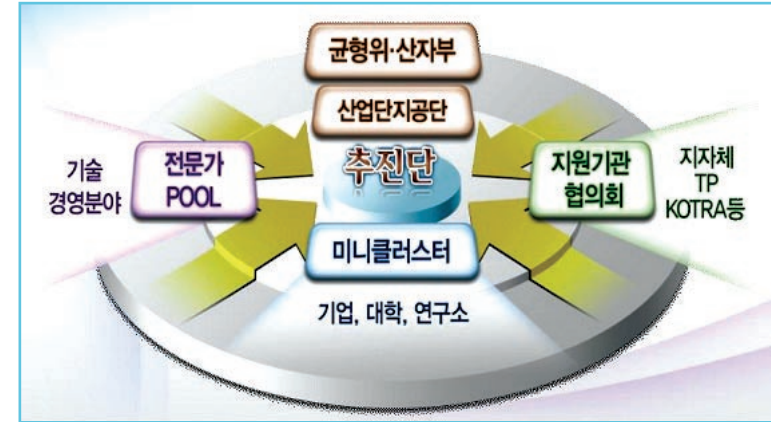 균형위·산자부
산업단지공단
추진단
기술
경영분야
전문가
POOL
지원기관
협의회
지자체
TP
KOTRA등
미니클러스터
기업, 대학, 연구소